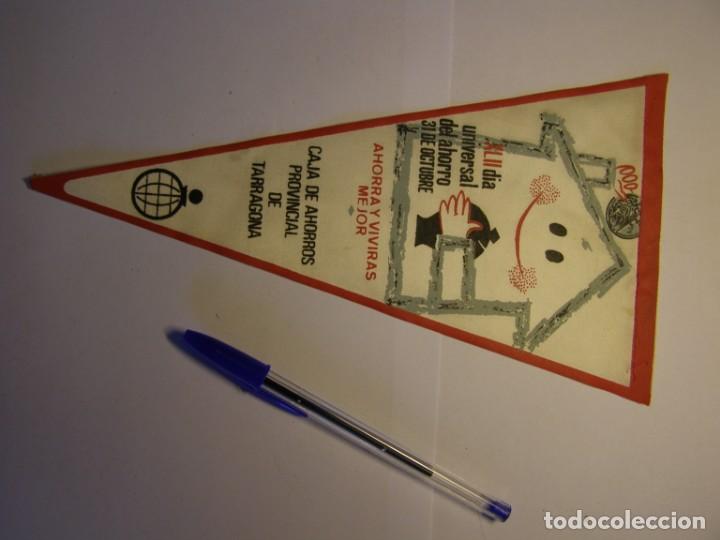 XLII dia
universal
del ahorro
31 DE OCTUBRE
AHORRA Y VIVIRAS
MEJOR
CAJA DE AHORROS
PROVINCIAL
DE
TARRAGONA
todocoleccion